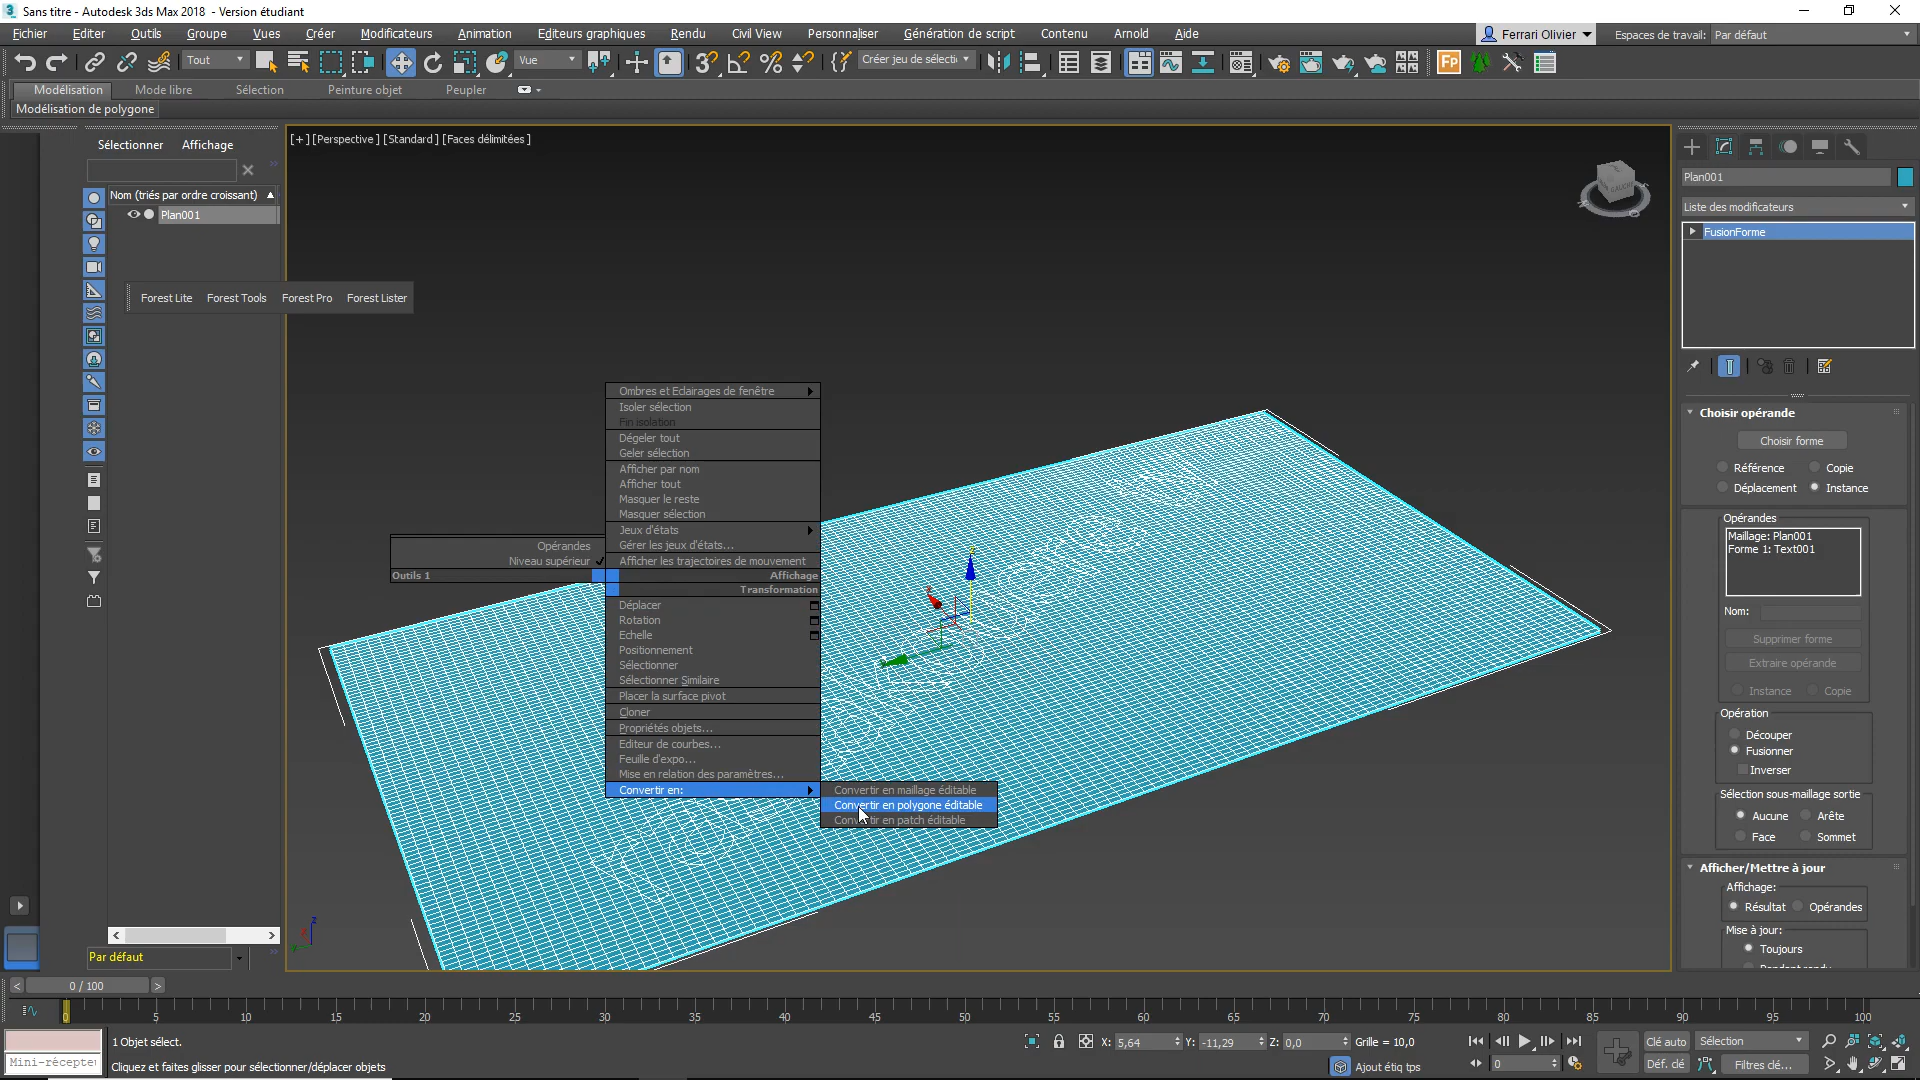 Sans titre - Autodesk 3ds Max 2018 - Version étudiant
Fichier Editer Outils Groupe Vues Créer Modificateurs Animation Editeurs graphiques Rendu Civil View Personnaliser Génération de script Contenu Arnold Aide Ferrari Olivier Espaces de travail: Par défaut
Tout Vue Créer jeu de sélecti
Modélisation Mode libre Sélection Peinture objet Peupler
Modélisation de polygone
Sélectionner Affichage
[+] [Perspective] [Standard] [Faces délimitées]
Nom (triés par ordre croissant)
Plan001
Forest Lite Forest Tools Forest Pro Forest Lister
Par défaut
Ombres et Eclairages de fenêtre
Isoler sélection
Fin isolation
Dégeler tout
Geler sélection
Afficher par nom
Afficher tout
Masquer le reste
Masquer sélection
Jeux d'états
Gérer les jeux d'états...
Afficher les trajectoires de mouvement
Opérandes
Niveau supérieur
Outils 1
Affichage
Transformation
Déplacer
Rotation
Echelle
Positionnement
Sélectionner
Sélectionner Similaire
Placer la surface pivot
Cloner
Propriétés objets...
Editeur de courbes...
Feuille d'expo...
Mise en relation des paramètres...
Convertir en:
Convertir en maillage éditable
Convertir en polygone éditable
Convertir en patch éditable
Plan001
Liste des modificateurs
FusionForme
Choisir opérande
Choisir forme
Référence Copie
Déplacement Instance
Opérandes
Maillage: Plan001
Forme 1: Text001
Nom:
Supprimer forme
Extraire opérande
Instance Copie
Opération
Découper
Fusionner
Inverser
Sélection sous-maillage sortie
Aucune Arête
Face Sommet
Afficher/Mettre à jour
Affichage:
Résultat Opérandes
Mise à jour:
Toujours
0 / 100
0 5 10 15 20 25 30 35 40 45 50 55 60 65 70 75 80 85 90 95 100
1 Objet sélect.
X: 5,64 Y: -11,29 Z: 0,0 Grille = 10,0
Clé auto Sélection
Mini-récepteu
Cliquez et faites glisser pour sélectionner/déplacer objets
Ajout étiq tps
0
Déf. clé Filtres clé...